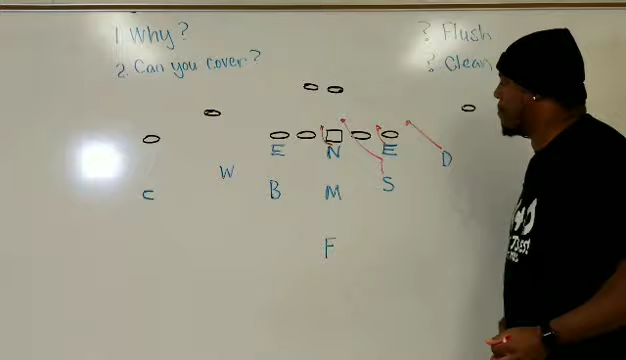 1. Why?
2. Can you cover?
? Flush
? Clean
E N E D
W B M S
C
F